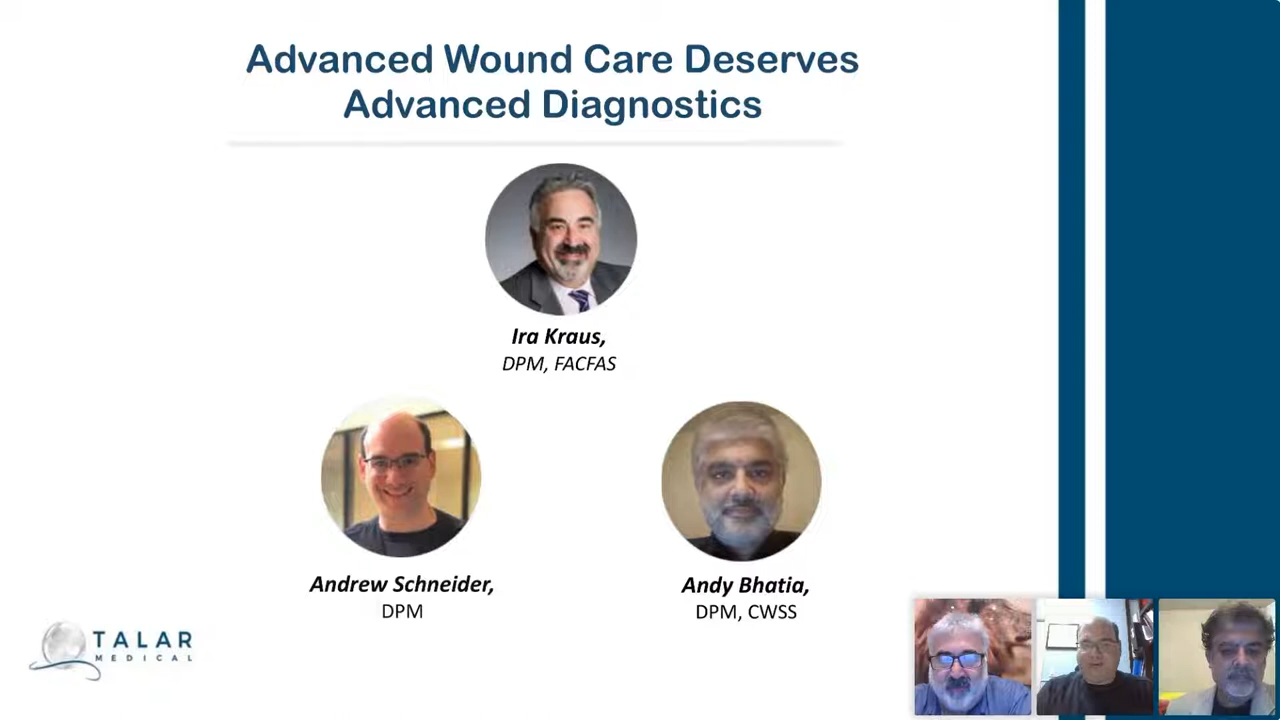 Advanced Wound Care Deserves
Advanced Diagnostics
Ira Kraus,
DPM, FACFAS
Andrew Schneider,
DPM
Andy Bhatia,
DPM, CWSS
TALAR
MEDICAL